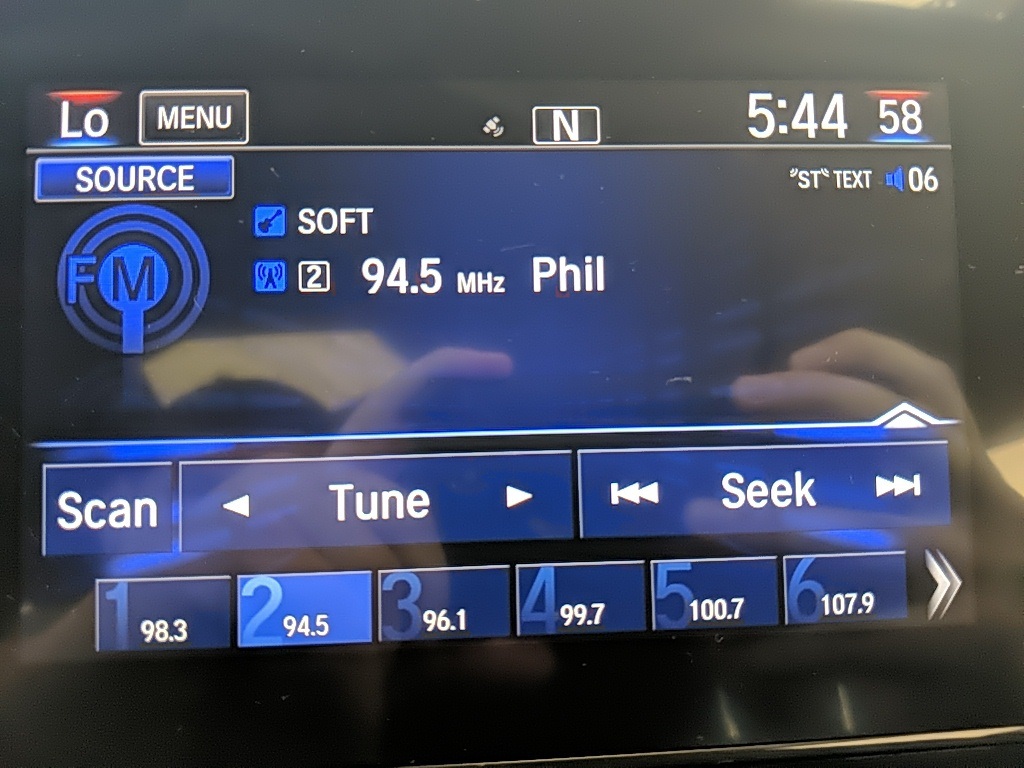 Lo MENU N 5:44 58
SOURCE "ST" TEXT 06
SOFT
FM
2 94.5 MHz Phil
Scan Tune Seek
1 98.3 2 94.5 3 96.1 4 99.7 5 100.7 6 107.9